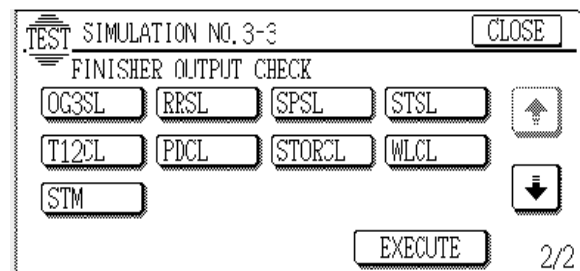 TEST SIMULATION NO. 3-3 CLOSE
FINISHER OUTPUT CHECK
OG3SL RRSL SPSL STSL
T12CL PDCL STORCL WLCL
STM
EXECUTE 2/2